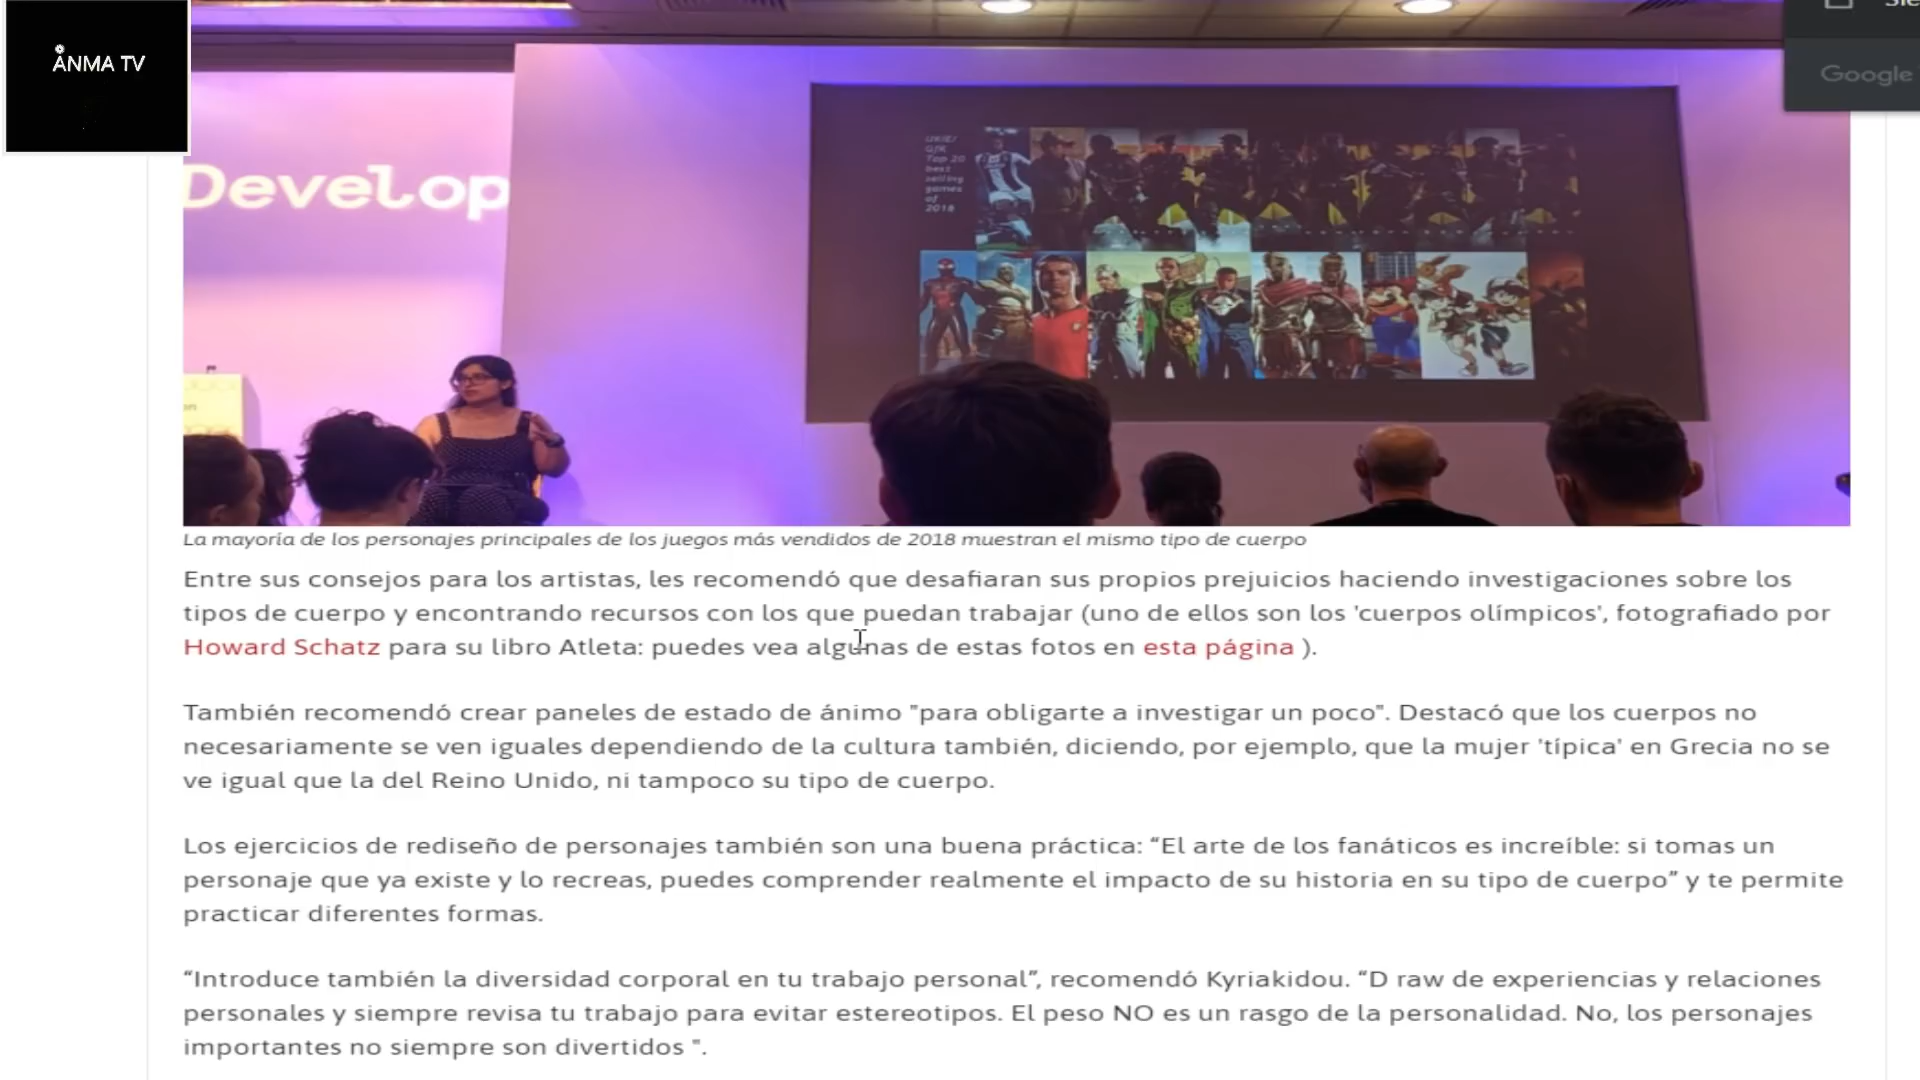 ÅNMA TV
Google
Develop
UKIE/
GfK
Top 20
best
selling
games
of
2018
La mayoría de los personajes principales de los juegos más vendidos de 2018 muestran el mismo tipo de cuerpo
Entre sus consejos para los artistas, les recomendó que desafiaran sus propios prejuicios haciendo investigaciones sobre los
tipos de cuerpo y encontrando recursos con los que puedan trabajar (uno de ellos son los 'cuerpos olímpicos', fotografiado por
Howard Schatz para su libro Atleta: puedes vea algunas de estas fotos en esta página ).
También recomendó crear paneles de estado de ánimo "para obligarte a investigar un poco". Destacó que los cuerpos no
necesariamente se ven iguales dependiendo de la cultura también, diciendo, por ejemplo, que la mujer 'típica' en Grecia no se
ve igual que la del Reino Unido, ni tampoco su tipo de cuerpo.
Los ejercicios de rediseño de personajes también son una buena práctica: “El arte de los fanáticos es increíble: si tomas un
personaje que ya existe y lo recreas, puedes comprender realmente el impacto de su historia en su tipo de cuerpo” y te permite
practicar diferentes formas.
“Introduce también la diversidad corporal en tu trabajo personal”, recomendó Kyriakidou. “D raw de experiencias y relaciones
personales y siempre revisa tu trabajo para evitar estereotipos. El peso NO es un rasgo de la personalidad. No, los personajes
importantes no siempre son divertidos ".